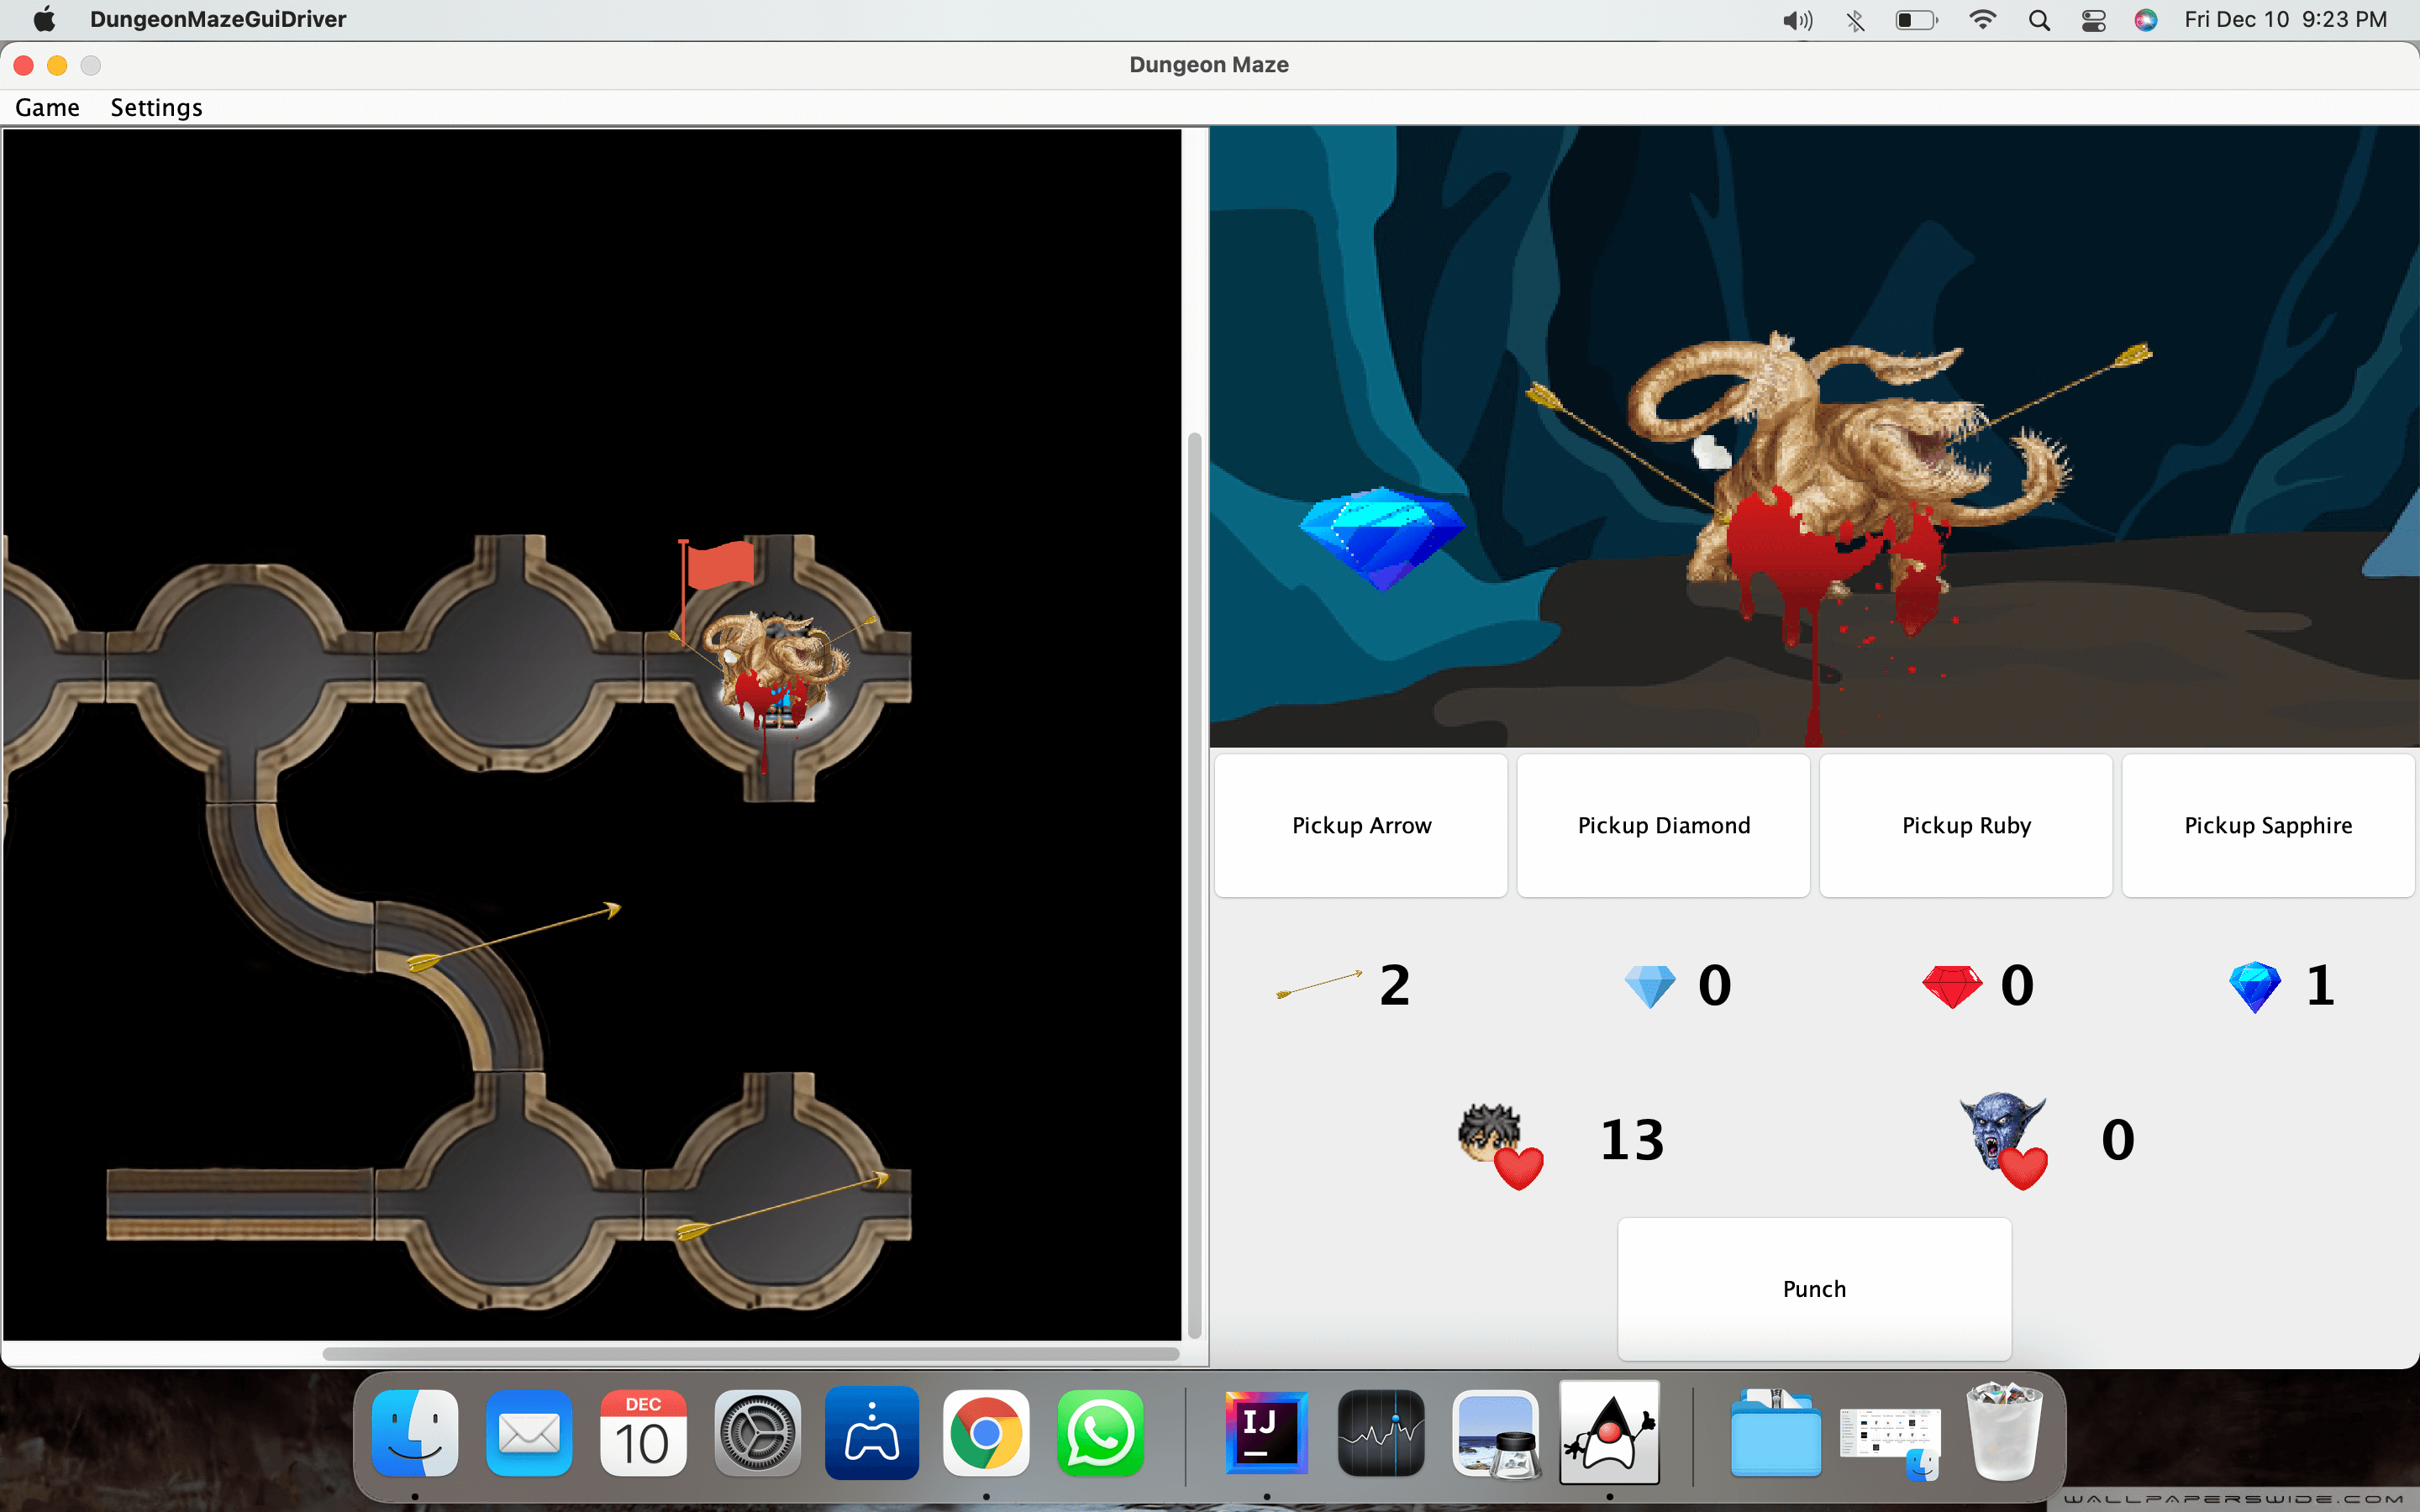 DungeonMazeGuiDriver
Fri Dec 10 9:23 PM
Dungeon Maze
Game Settings
Pickup Arrow
Pickup Diamond
Pickup Ruby
Pickup Sapphire
2
0
0
1
13
0
Punch
DEC
10
IJ
WALLPAPERSWIDE.COM